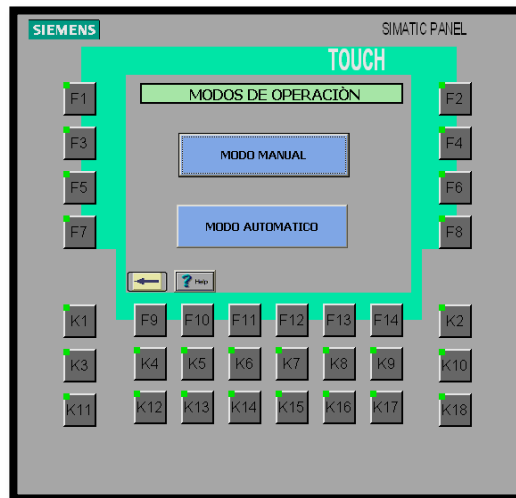 SIEMENS SIMATIC PANEL
TOUCH
MODOS DE OPERACIÒN
F1 F2
MODO MANUAL
F3 F4
F5 F6
MODO AUTOMATICO
F7 F8
? Help
K1 F9 F10 F11 F12 F13 F14 K2
K3 K4 K5 K6 K7 K8 K9 K10
K11 K12 K13 K14 K15 K16 K17 K18